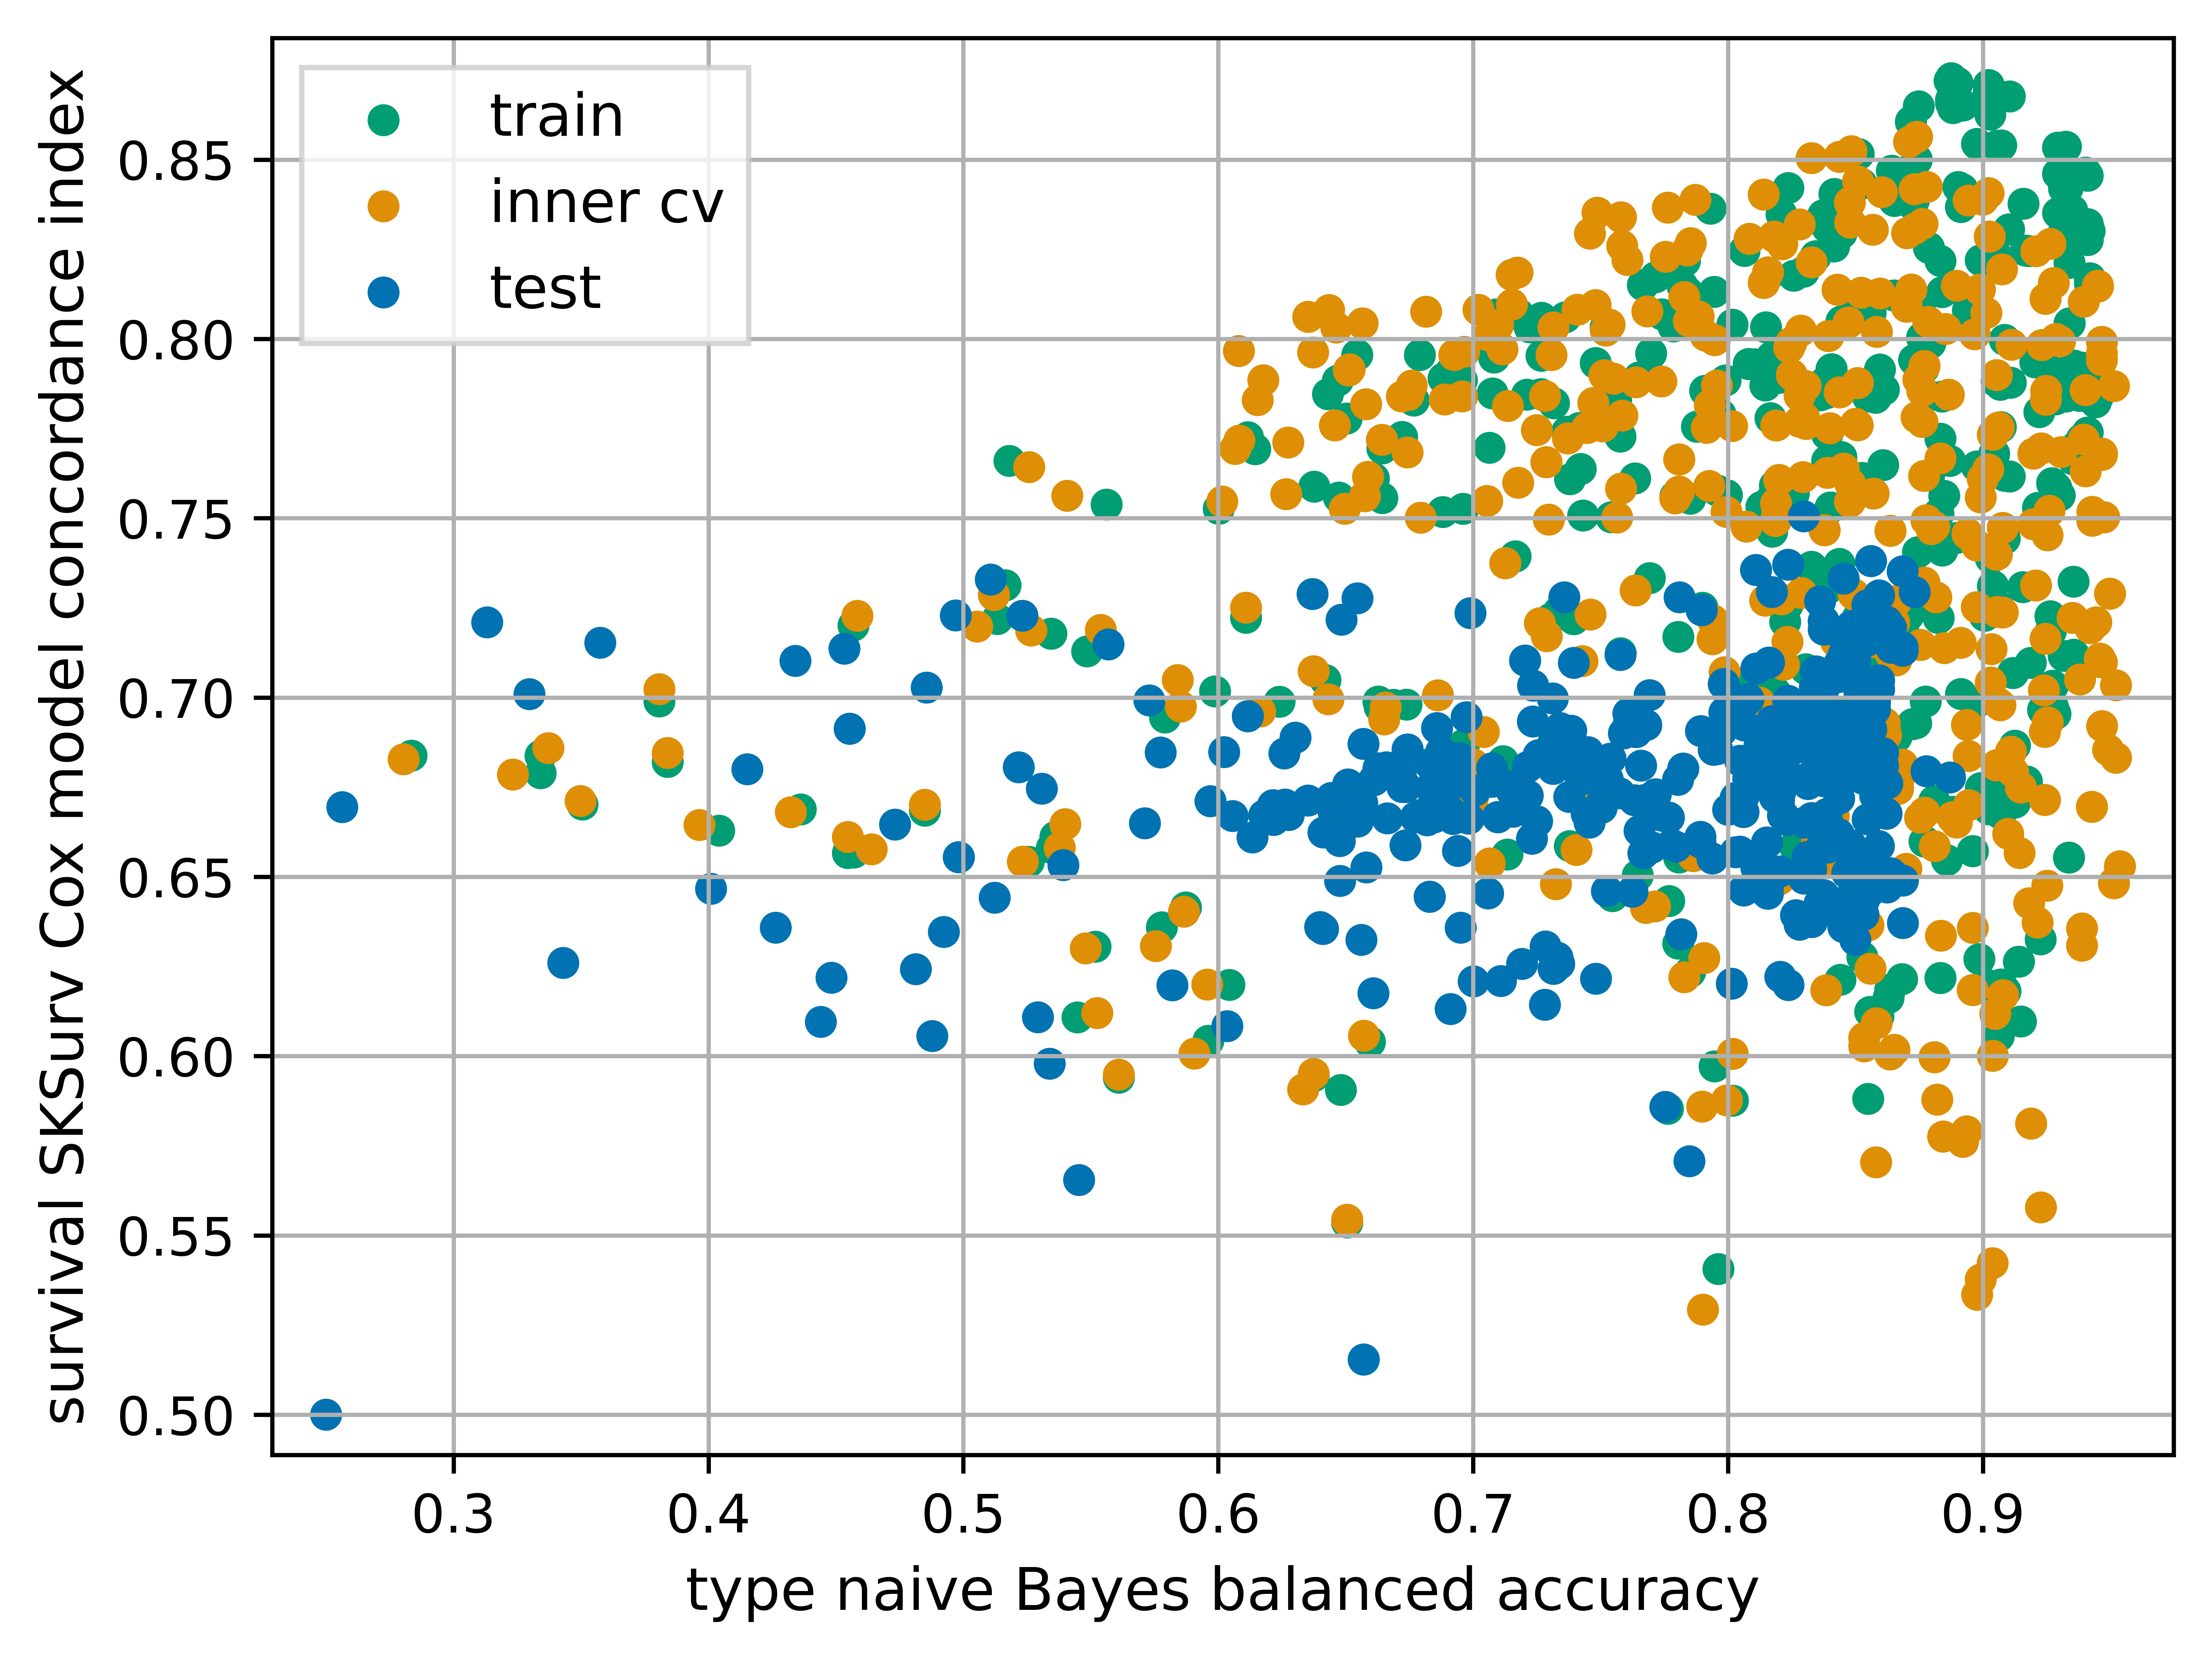 train
inner cv
test
survival SKSurv Cox model concordance index
0.85
0.80
0.75
0.70
0.65
0.60
0.55
0.50
0.3 0.4 0.5 0.6 0.7 0.8 0.9
type naive Bayes balanced accuracy